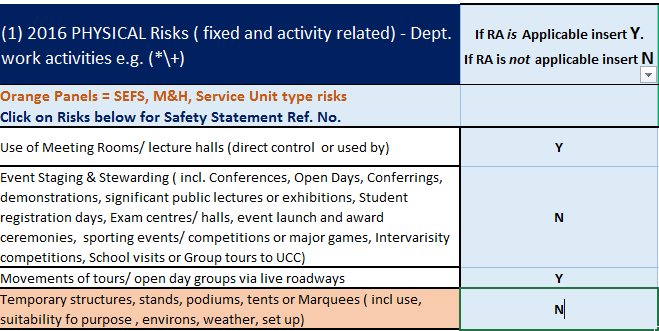 (1) 2016 PHYSICAL Risks ( fixed and activity related) - Dept.
work activities e.g. (*\+)
If RA is Applicable insert Y.
If RA is not applicable insert N
Orange Panels = SEFS, M&H, Service Unit type risks
Click on Risks below for Safety Statement Ref. No.
Use of Meeting Rooms/ lecture halls (direct control or used by)
Y
Event Staging & Stewarding ( incl. Conferences, Open Days, Conferrings,
demonstrations, significant public lectures or exhibitions, Student
registration days, Exam centres/ halls, event launch and award
ceremonies, sporting events/ competitions or major games, Intervarisity
competitions, School visits or Group tours to UCC)
N
Movements of tours/ open day groups via live roadways
Y
Temporary structures, stands, podiums, tents or Marquees ( incl use,
suitability fo purpose , environs, weather, set up)
N